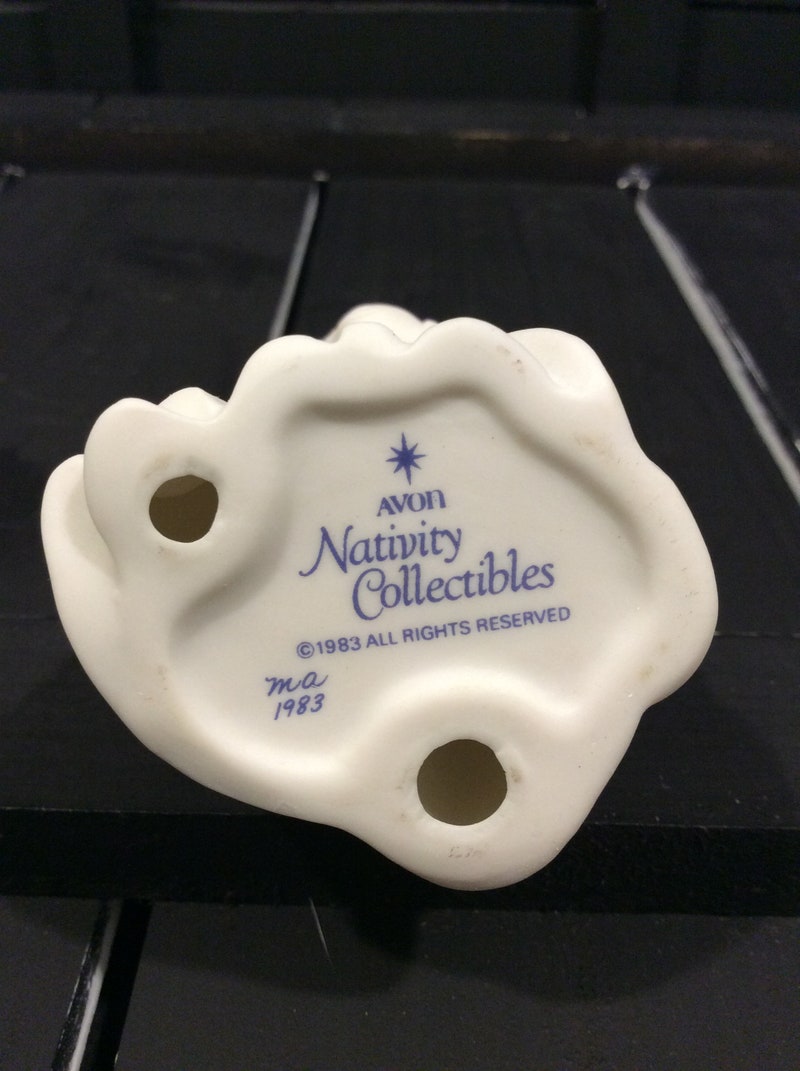 AVON
Nativity
Collectibles
©1983 ALL RIGHTS RESERVED
ma
1983